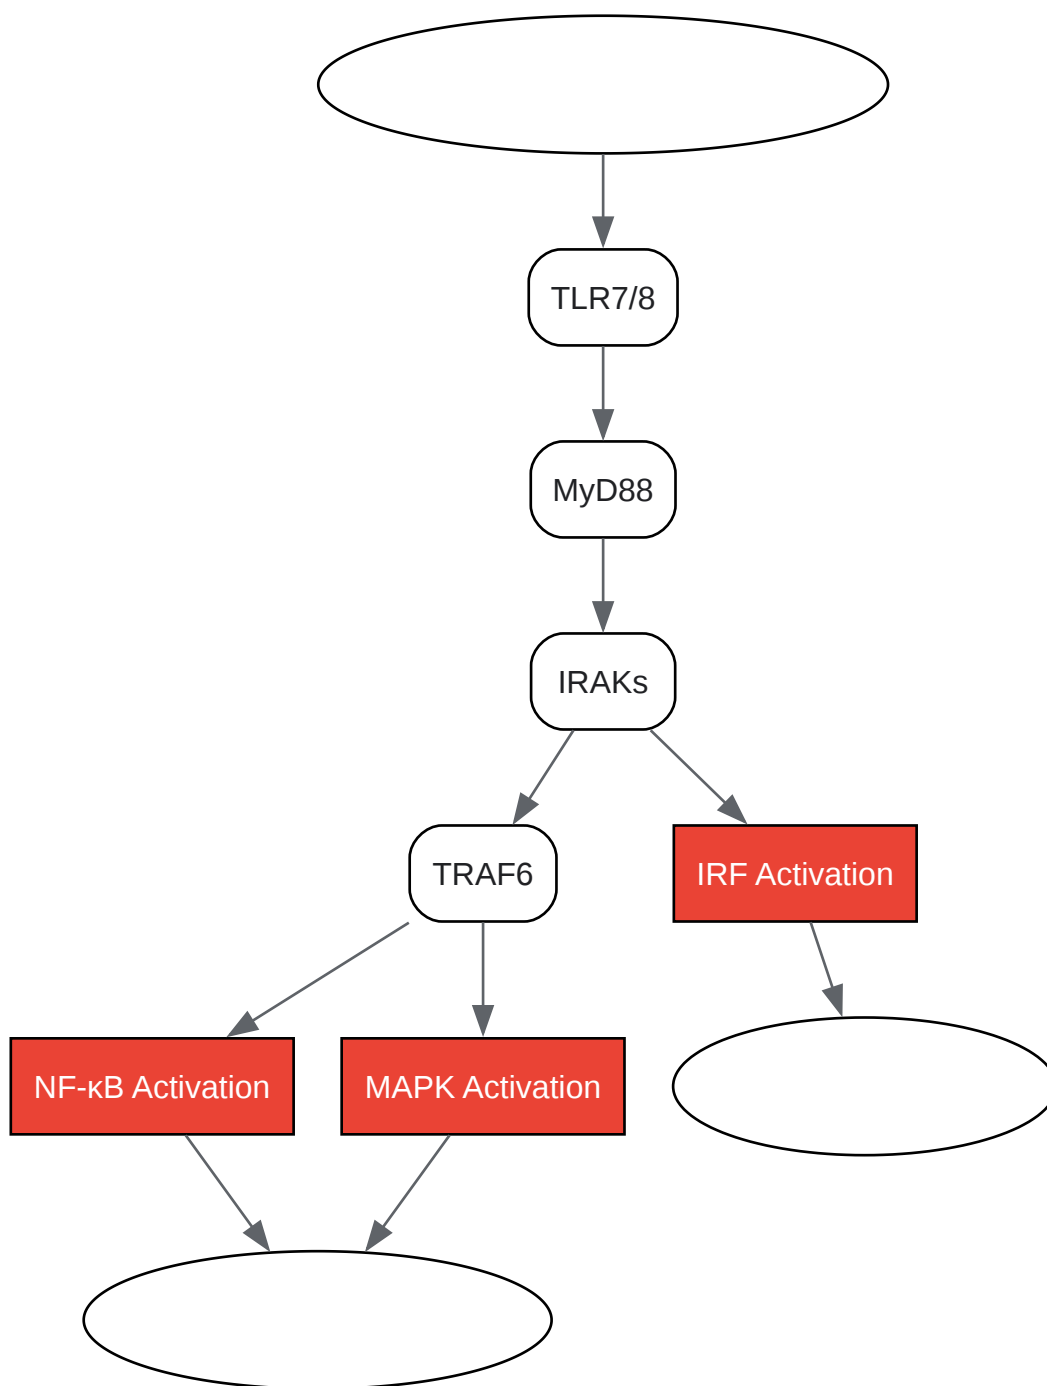 TLR7/8
MyD88
IRAKs
TRAF6
IRF Activation
NF-κB Activation
MAPK Activation